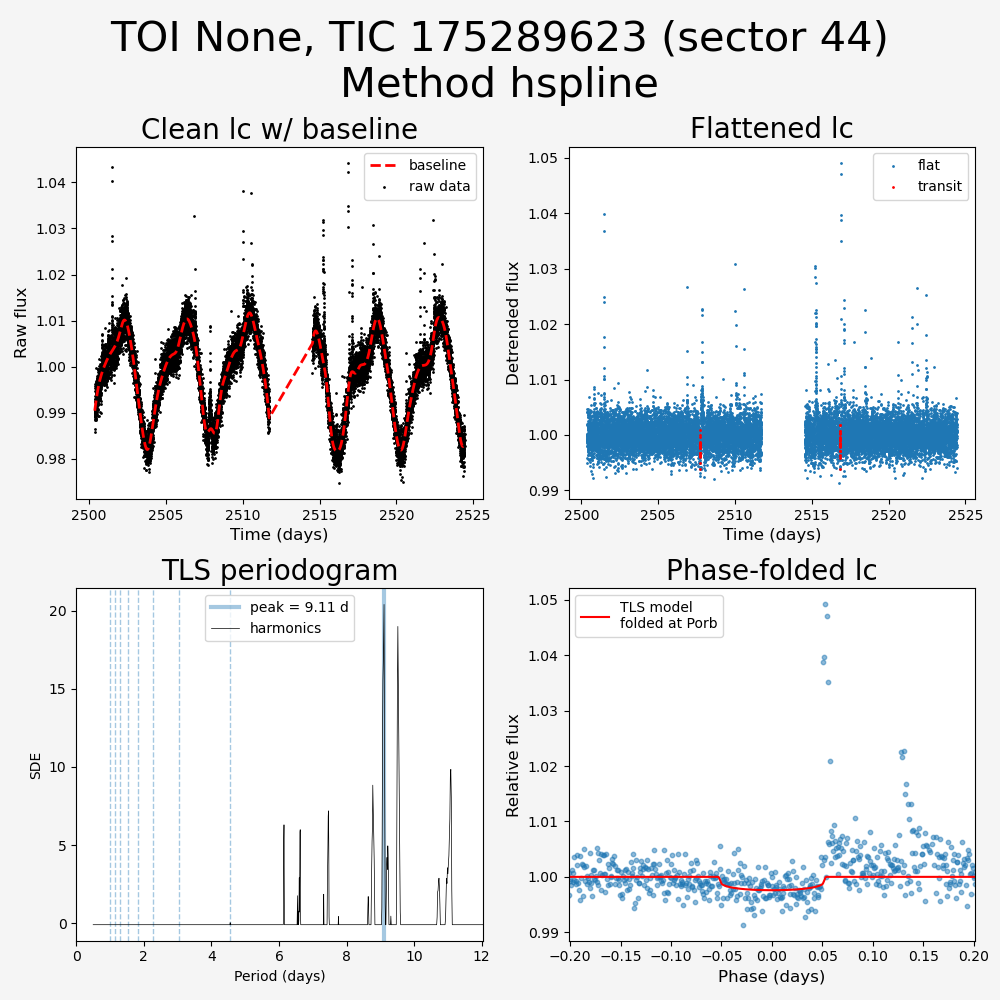 TOI None, TIC 175289623 (sector 44)
Method hspline
Clean lc w/ baseline
Flattened lc
baseline
raw data
flat
transit
1.04
1.03
1.02
1.01
1.00
0.99
0.98
Raw flux
2500
2505
2510
2515
2520
2525
Time (days)
1.05
1.04
1.03
1.02
1.01
1.00
0.99
Detrended flux
2500
2505
2510
2515
2520
2525
Time (days)
TLS periodogram
Phase-folded lc
peak = 9.11 d
harmonics
20
15
10
5
0
SDE
0
2
4
6
8
10
12
Period (days)
TLS model
folded at Porb
1.05
1.04
1.03
1.02
1.01
1.00
0.99
Relative flux
−0.20
−0.15
−0.10
−0.05
0.00
0.05
0.10
0.15
0.20
Phase (days)